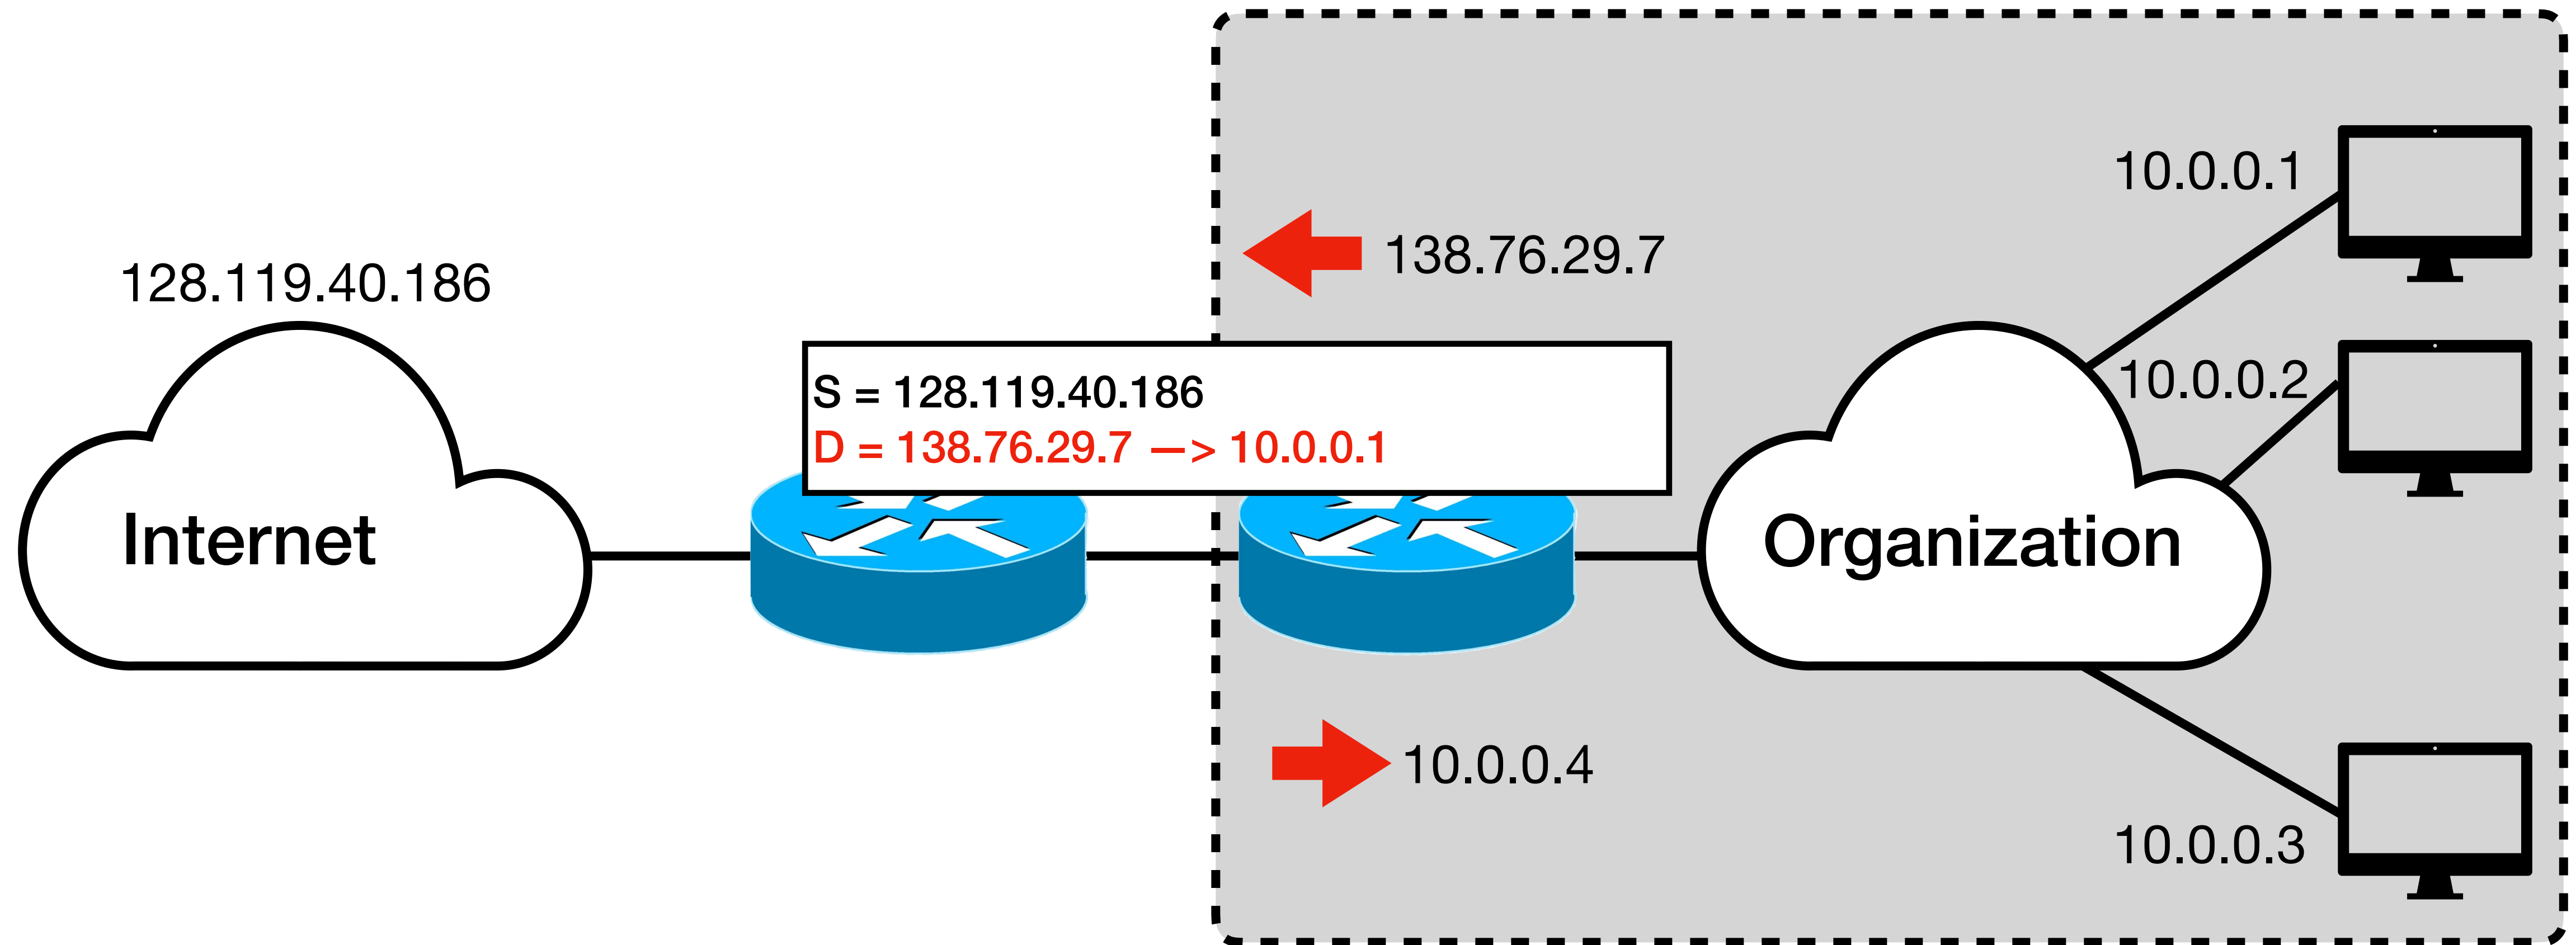 10.0.0.1
138.76.29.7
128.119.40.186
S = 128.119.40.186
D = 138.76.29.7 —> 10.0.0.1
10.0.0.2
Internet
Organization
10.0.0.4
10.0.0.3